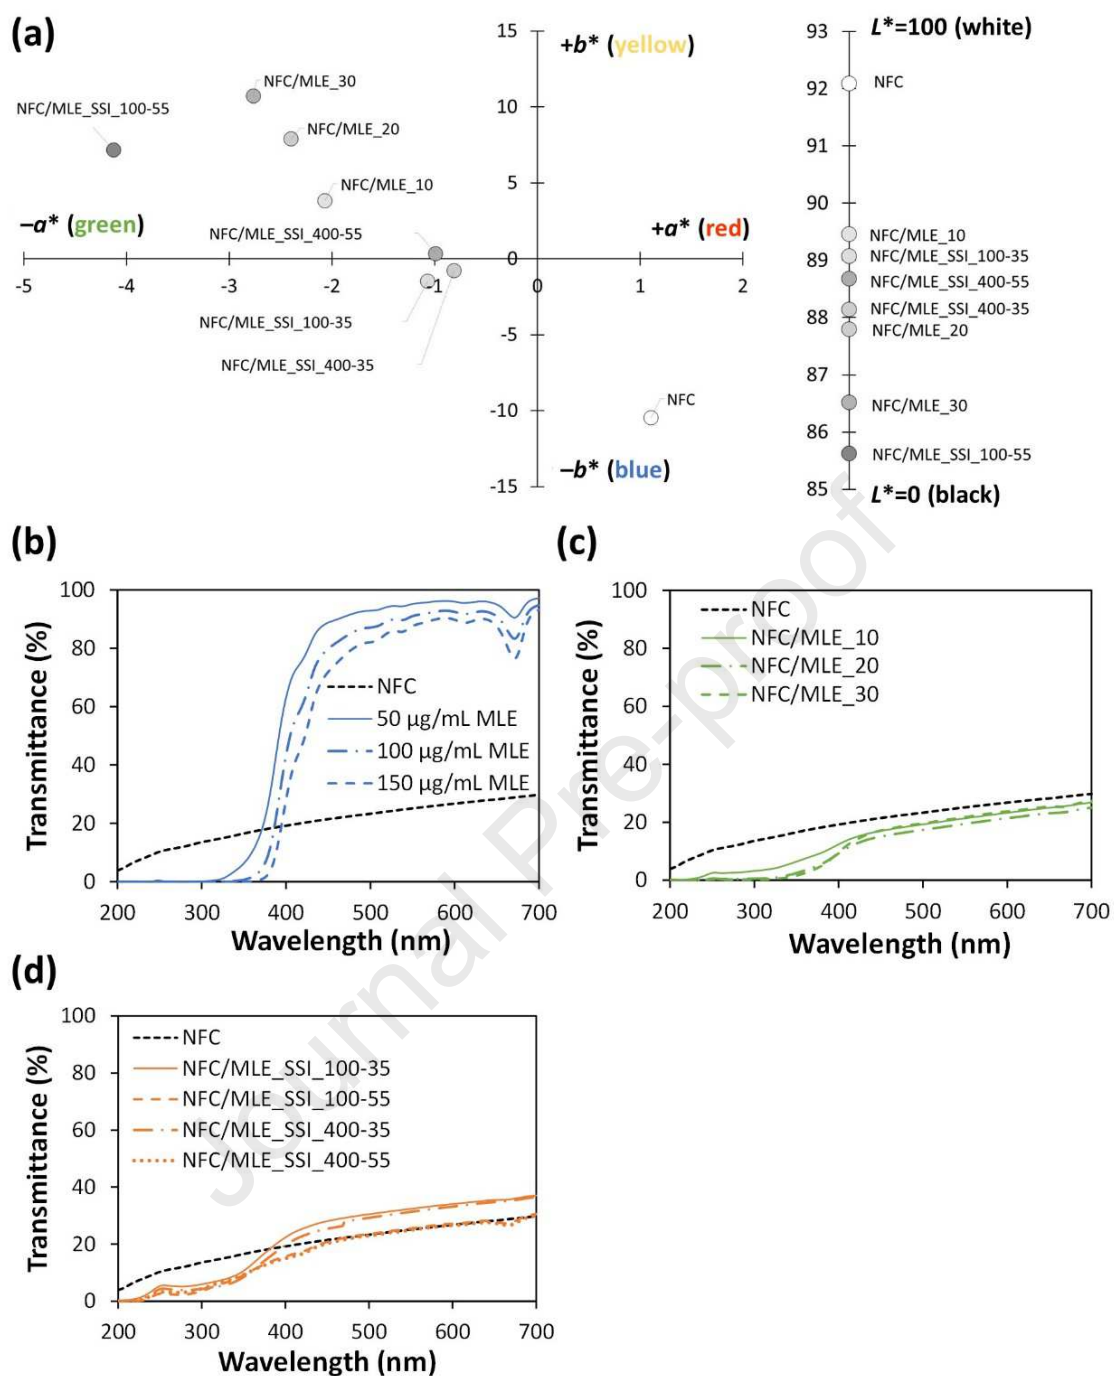 (a)
+b* (yellow)
L*=100 (white)
93
92
91
90
89
88
87
86
85
L*=0 (black)
NFC
NFC/MLE_10
NFC/MLE_SSI_100-35
NFC/MLE_SSI_400-55
NFC/MLE_SSI_400-35
NFC/MLE_20
NFC/MLE_30
NFC/MLE_SSI_100-55
15
10
5
0
-5
-10
-15
NFC/MLE_30
NFC/MLE_SSI_100-55
NFC/MLE_20
NFC/MLE_10
–a* (green)
+a* (red)
NFC/MLE_SSI_400-55
-5 -4 -3 -2 -1 0 1 2
NFC/MLE_SSI_100-35
NFC/MLE_SSI_400-35
NFC
–b* (blue)
(b)
Transmittance (%)
100
80
60
40
20
0
NFC
50 µg/mL MLE
100 µg/mL MLE
150 µg/mL MLE
200 300 400 500 600 700
Wavelength (nm)
(c)
Transmittance (%)
100
80
60
40
20
0
NFC
NFC/MLE_10
NFC/MLE_20
NFC/MLE_30
200 300 400 500 600 700
Wavelength (nm)
(d)
Transmittance (%)
100
80
60
40
20
0
NFC
NFC/MLE_SSI_100-35
NFC/MLE_SSI_100-55
NFC/MLE_SSI_400-35
NFC/MLE_SSI_400-55
200 300 400 500 600 700
Wavelength (nm)
Journal Pre-proof